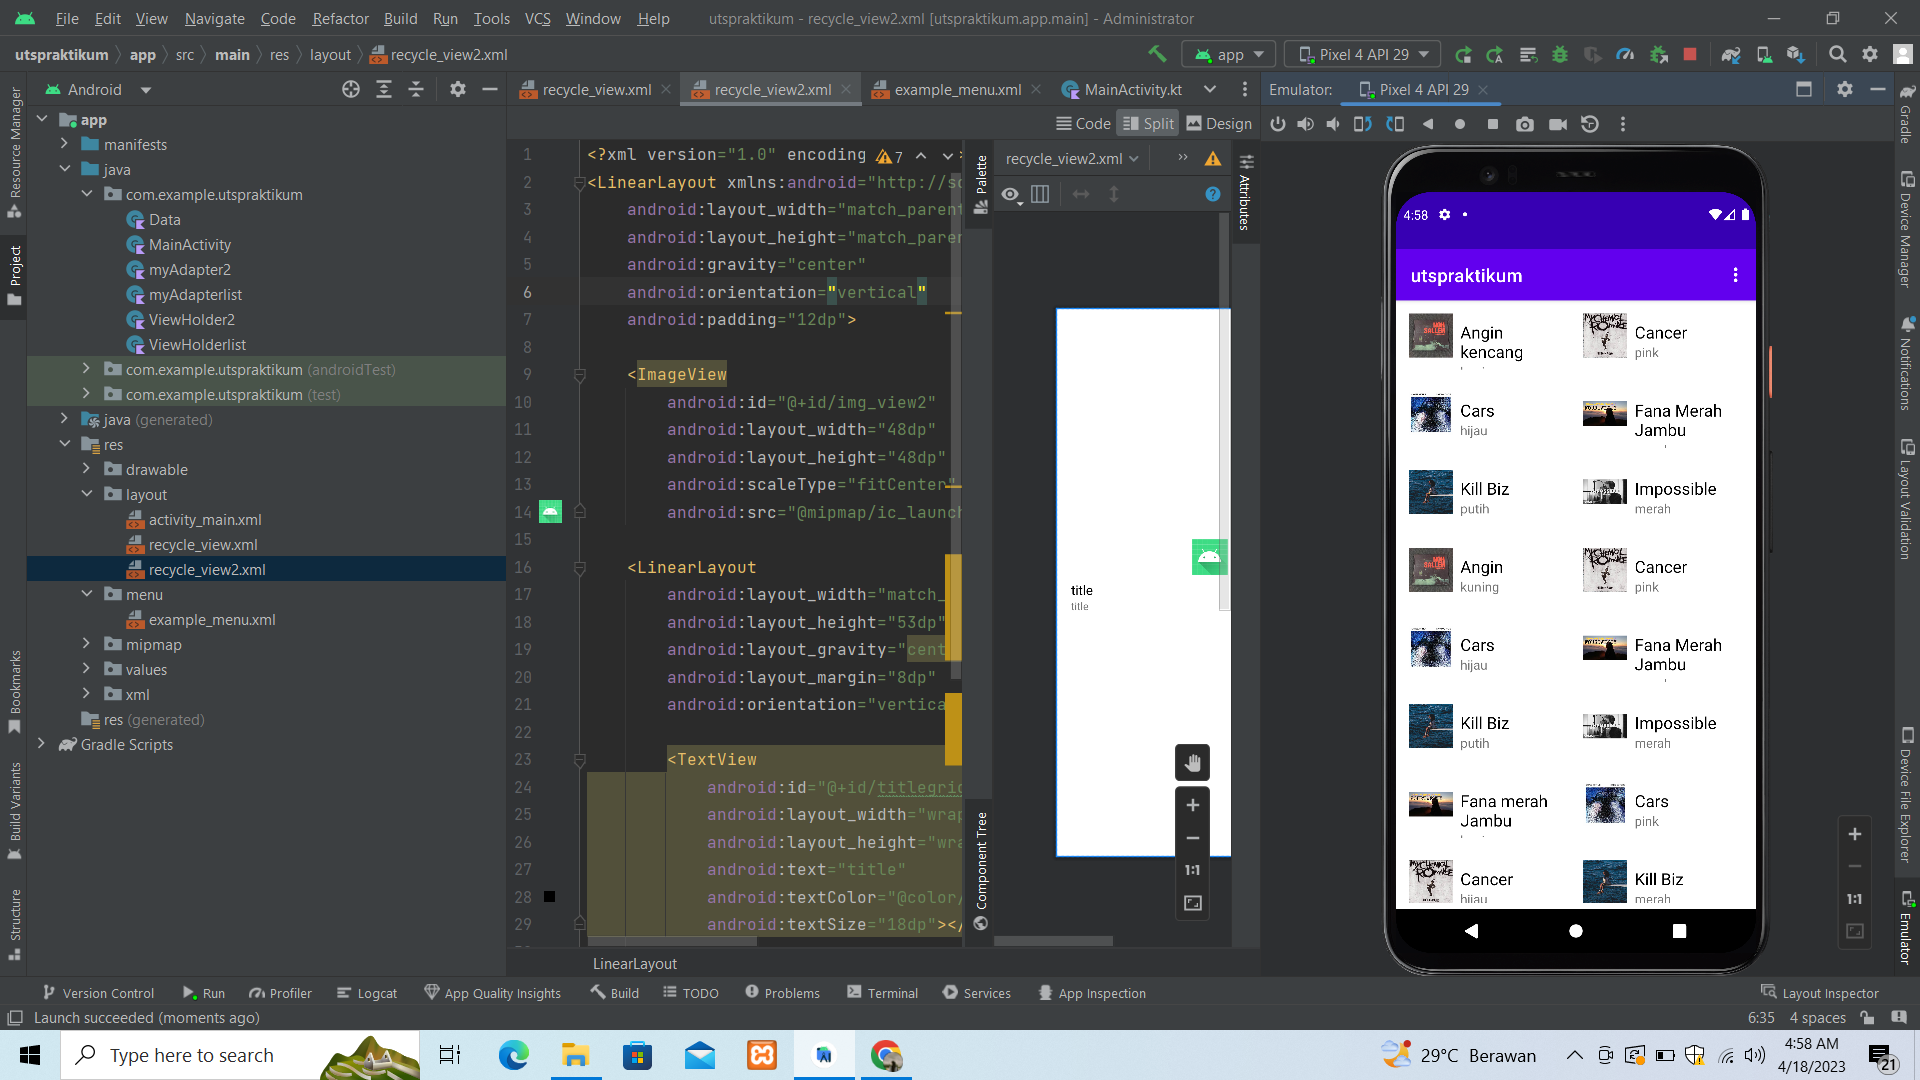 File Edit View Navigate Code Refactor Build Run Tools VCS Window Help utspraktikum - recycle_view2.xml [utspraktikum.app.main] - Administrator
utspraktikum app src main res layout recycle_view2.xml app Pixel 4 API 29
Android recycle_view.xml recycle_view2.xml example_menu.xml MainActivity.kt Emulator: Pixel 4 API 29
Code Split Design
Resource Manager
Project
Bookmarks
Build Variants
Structure
app
manifests
java
com.example.utspraktikum
Data
MainActivity
myAdapter2
myAdapterlist
ViewHolder2
ViewHolderlist
com.example.utspraktikum (androidTest)
com.example.utspraktikum (test)
java (generated)
res
drawable
layout
activity_main.xml
recycle_view.xml
recycle_view2.xml
menu
example_menu.xml
mipmap
values
xml
res (generated)
Gradle Scripts
1 <?xml version="1.0" encoding 7
2 <LinearLayout xmlns:android="http://sc
3 android:layout_width="match_parent
4 android:layout_height="match_paren
5 android:gravity="center"
6 android:orientation="vertical"
7 android:padding="12dp">
8
9 <ImageView
10 android:id="@+id/img_view2"
11 android:layout_width="48dp"
12 android:layout_height="48dp"
13 android:scaleType="fitCenter"
14 android:src="@mipmap/ic_launch
15
16 <LinearLayout
17 android:layout_width="match_
18 android:layout_height="53dp"
19 android:layout_gravity="cent
20 android:layout_margin="8dp"
21 android:orientation="vertica
22
23 <TextView
24 android:id="@+id/titlegric
25 android:layout_width="wrap
26 android:layout_height="wra
27 android:text="title"
28 android:textColor="@color/
29 android:textSize="18dp"></
LinearLayout
Palette
Component Tree
recycle_view2.xml
title
title
1:1
Attributes
4:58
utspraktikum
Angin kencang
Cancer
pink
Cars
hijau
Fana Merah Jambu
Kill Biz
putih
Impossible
merah
Angin
kuning
Cancer
pink
Cars
hijau
Fana Merah Jambu
Kill Biz
putih
Impossible
merah
Fana merah Jambu
Cars
pink
Cancer
hijau
Kill Biz
merah
1:1
Gradle
Device Manager
Notifications
Layout Validation
Device File Explorer
Emulator
Version Control Run Profiler Logcat App Quality Insights Build TODO Problems Terminal Services App Inspection Layout Inspector
Launch succeeded (moments ago) 6:35 4 spaces
Type here to search 29°C Berawan 4:58 AM
4/18/2023 21